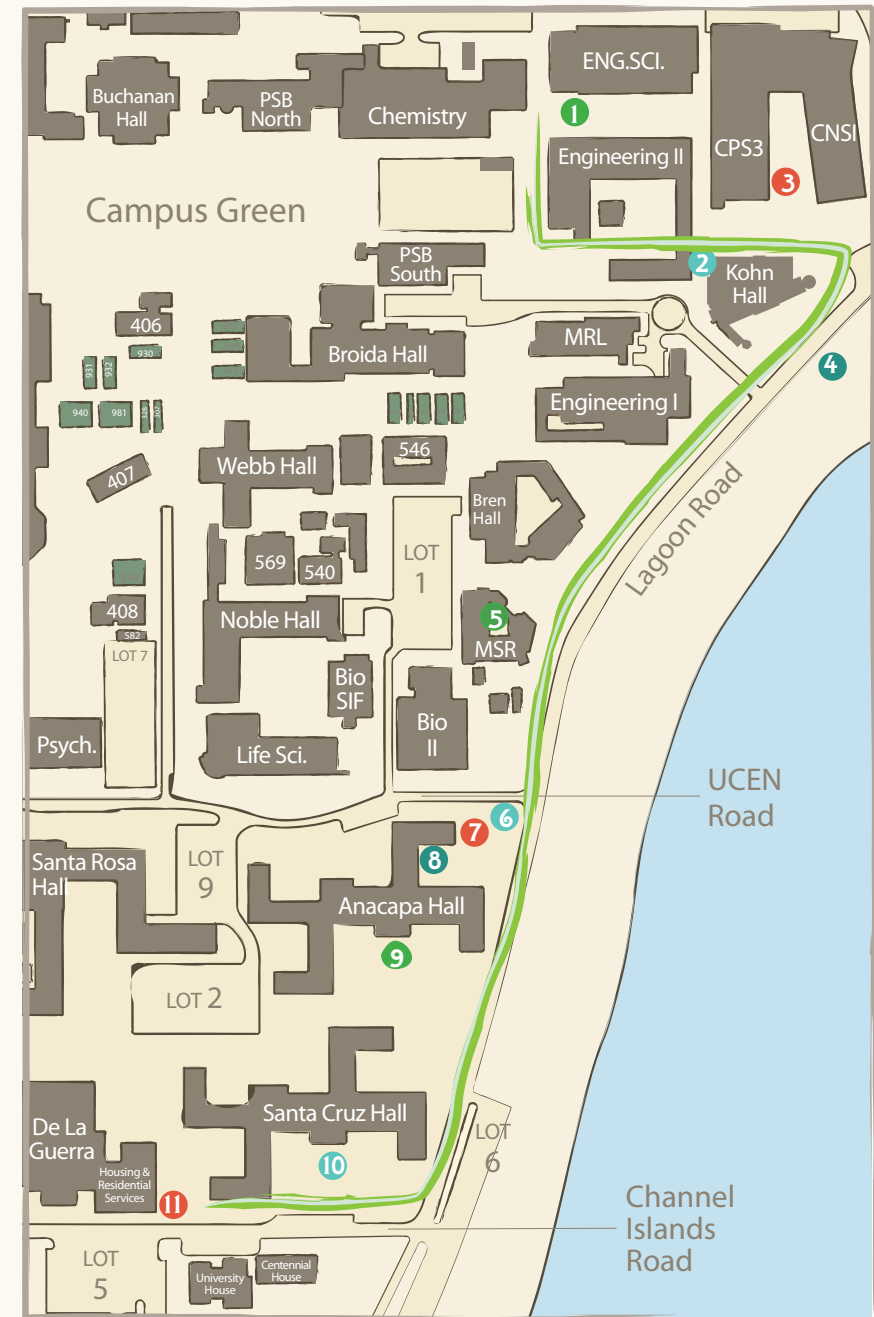 ENG.SCI.
Buchanan
Hall
PSB
North
Chemistry
1
Engineering II
CPS3
CNSI
3
Campus Green
PSB
South
2
Kohn
Hall
406
930
931
932
Broida Hall
MRL
4
940
981
328
307
Engineering I
407
Webb Hall
546
Bren
Hall
Lagoon Road
569
540
LOT
1
408
582
Noble Hall
5
MSR
LOT 7
Bio
SIF
Bio
II
Psych.
Life Sci.
UCEN
Road
6
7
8
Santa Rosa
Hall
LOT
9
Anacapa Hall
9
LOT 2
De La
Guerra
Santa Cruz Hall
LOT
6
10
Housing &
Residential
Services
11
Channel
Islands
Road
LOT
5
University
House
Centennial
House